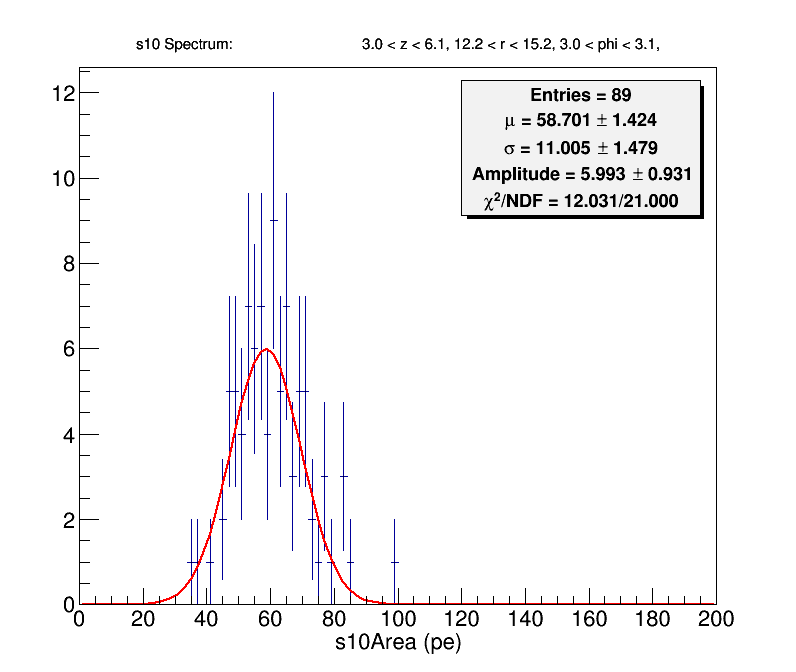 s10 Spectrum: 3.0 < z < 6.1, 12.2 < r < 15.2, 3.0 < phi < 3.1,
Entries = 89
μ = 58.701 ± 1.424
σ = 11.005 ± 1.479
Amplitude = 5.993 ± 0.931
χ²/NDF = 12.031/21.000
12
10
8
6
4
2
0
0 20 40 60 80 100 120 140 160 180 200
s10Area (pe)